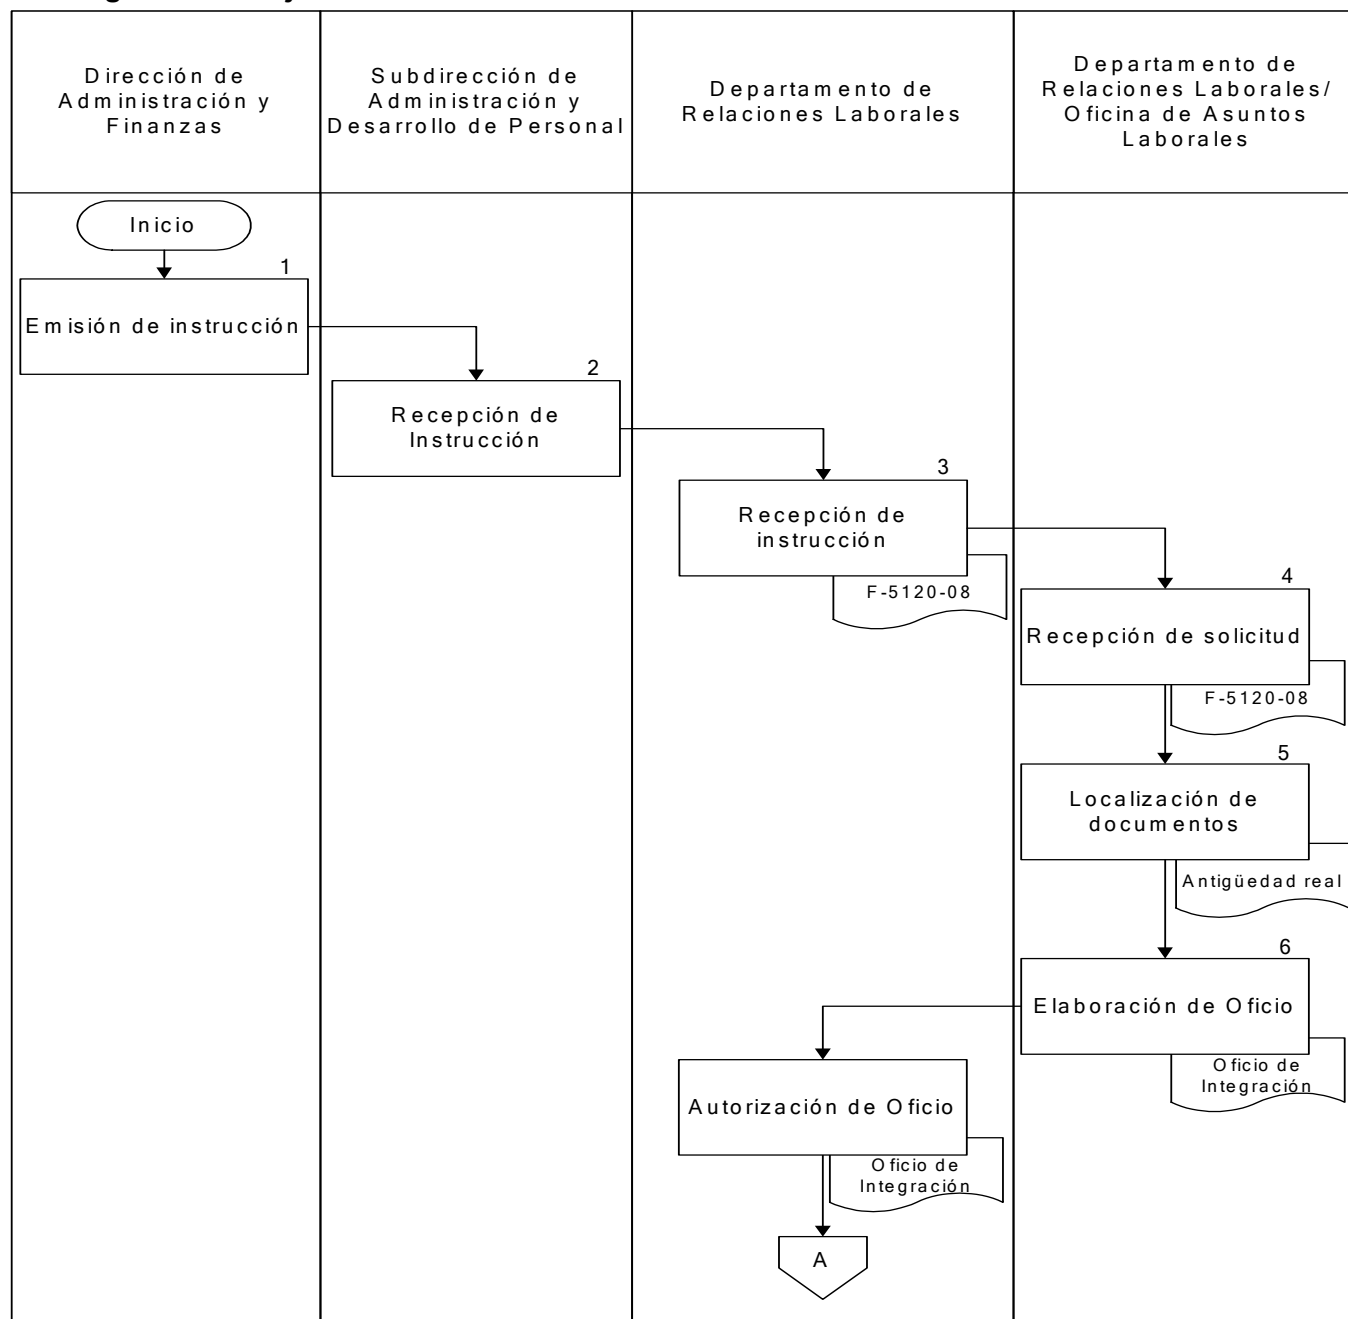 Dirección de
Administración y
Finanzas
Subdirección de
Administración y
Desarrollo de Personal
Departamento de
Relaciones Laborales
Departamento de
Relaciones Laborales/
Oficina de Asuntos
Laborales
Inicio
1
Emisión de instrucción
2
Recepción de
Instrucción
3
Recepción de
instrucción
F-5120-08
4
Recepción de solicitud
F-5120-08
5
Localización de
documentos
Antigüedad real
6
Elaboración de Oficio
Oficio de
Integración
Autorización de Oficio
Oficio de
Integración
A